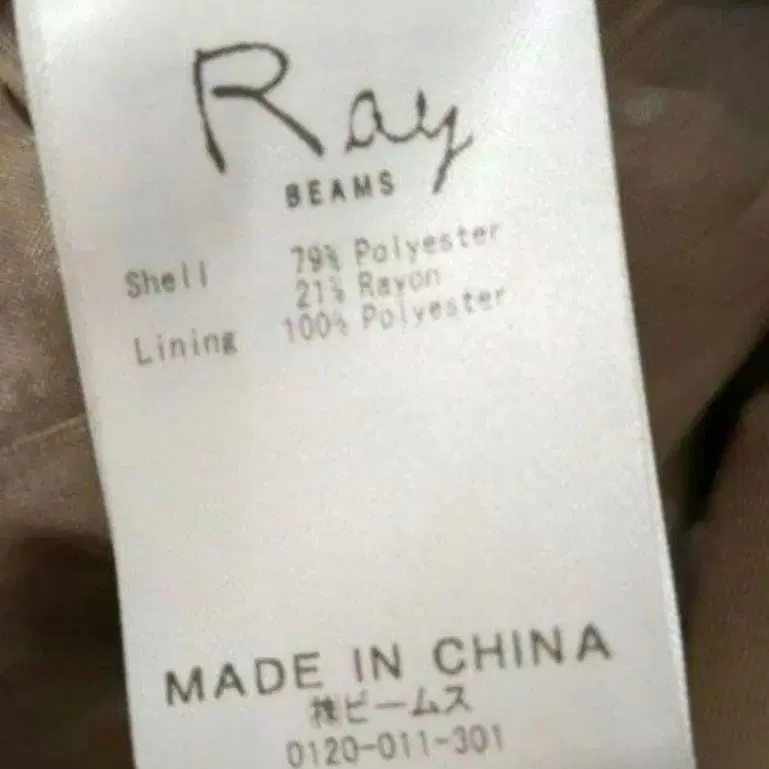 Ray
BEAMS
Shell 79% Polyester
21% Rayon
Lining 100% Polyester
MADE IN CHINA
㈱ビームス
0120-011-301